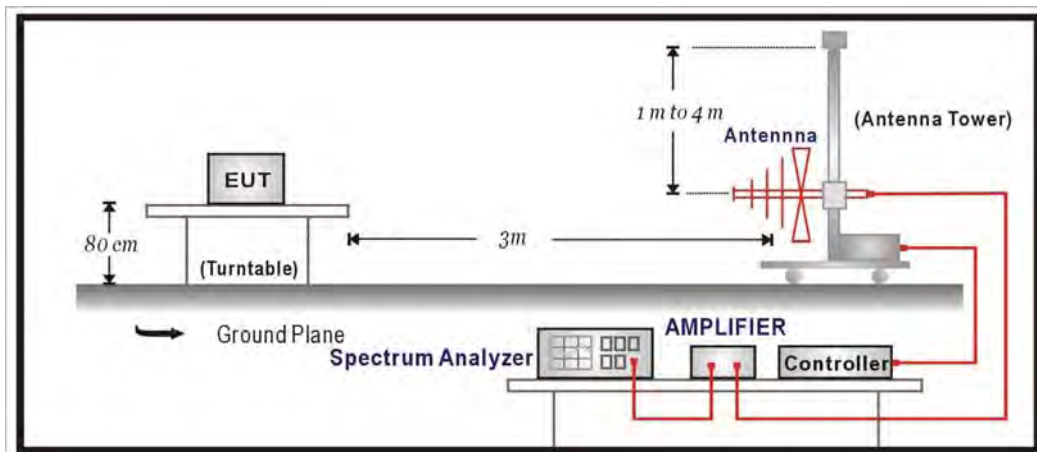 1 m to 4 m
(Antenna Tower)
Antennna
EUT
80 cm
3m
(Turntable)
Ground Plane
AMPLIFIER
Spectrum Analyzer
Controller